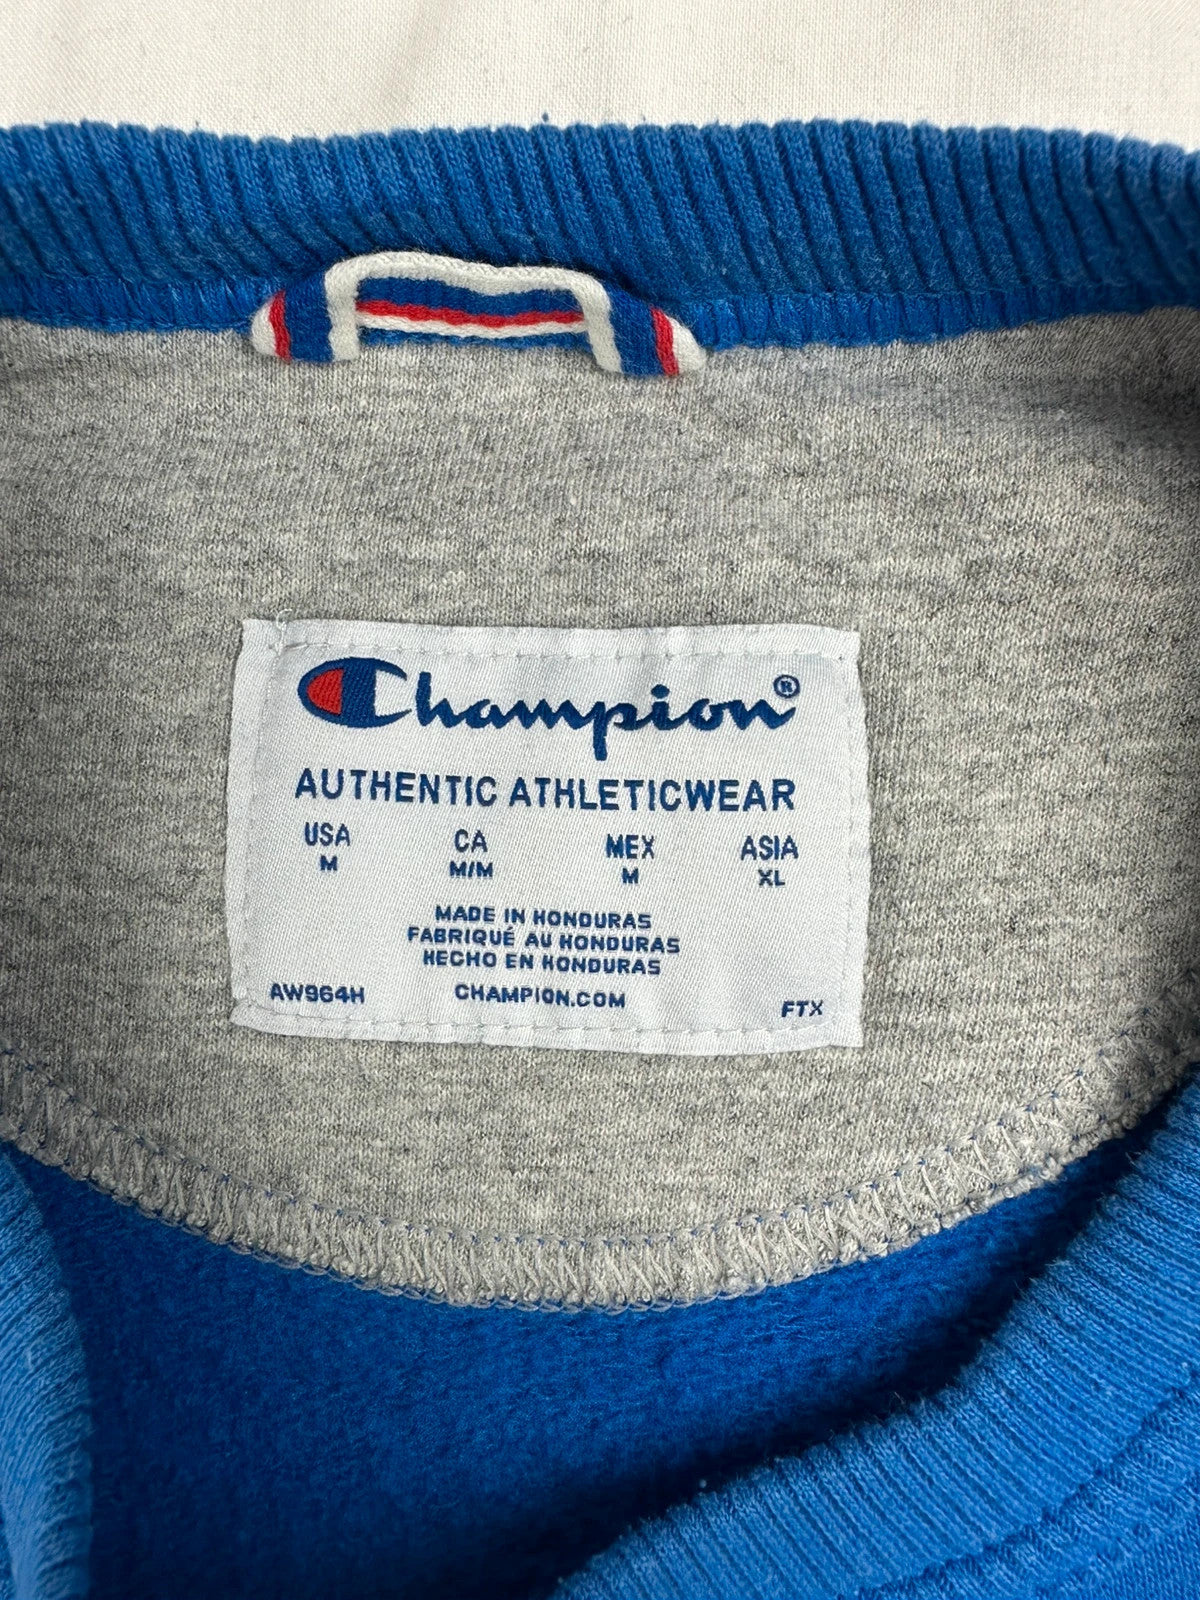 Champion®
AUTHENTIC ATHLETICWEAR
USA CA MEX ASIA
M M/M M XL
MADE IN HONDURAS
FABRIQUÉ AU HONDURAS
HECHO EN HONDURAS
AW964H CHAMPION.COM FTX